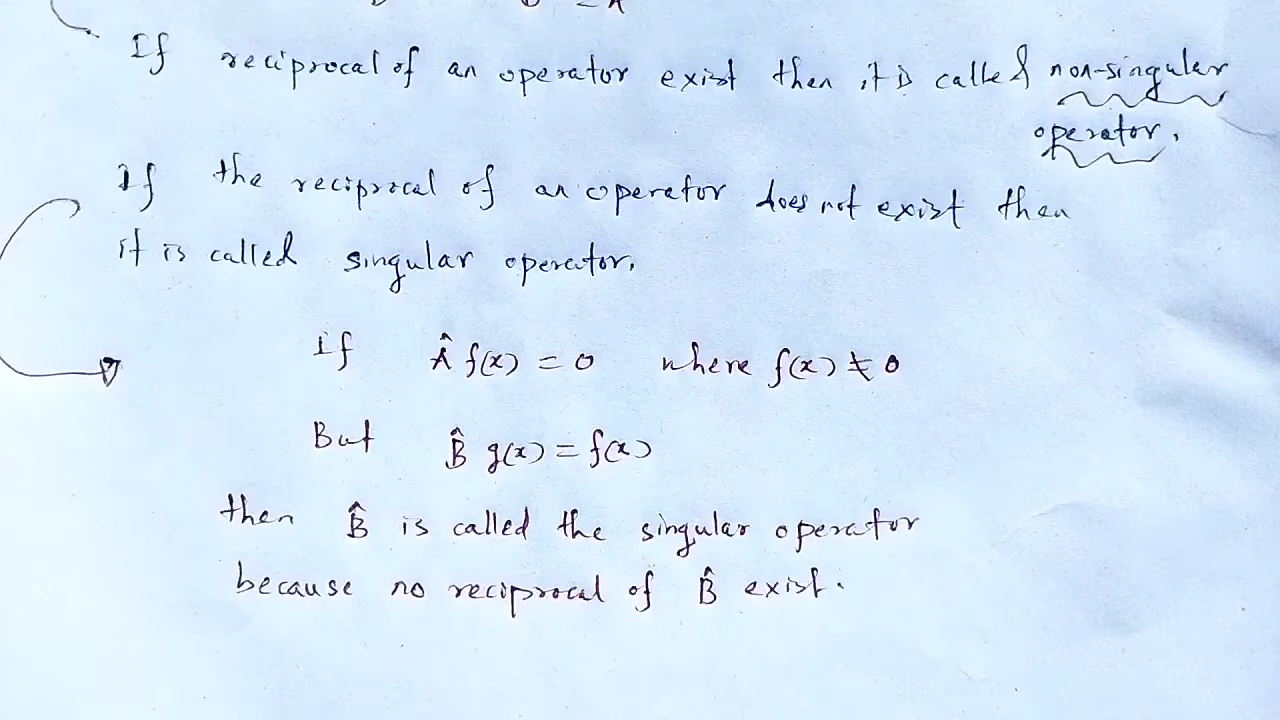 If reciprocal of an operator exist then it is called non-singular
operator.
If the reciprocal of an operator does not exist then
it is called singular operator.
If Â f(x) = 0 where f(x) ≠ 0
But B̂ g(x) = f(x)
then B̂ is called the singular operator
because no reciprocal of B̂ exist.